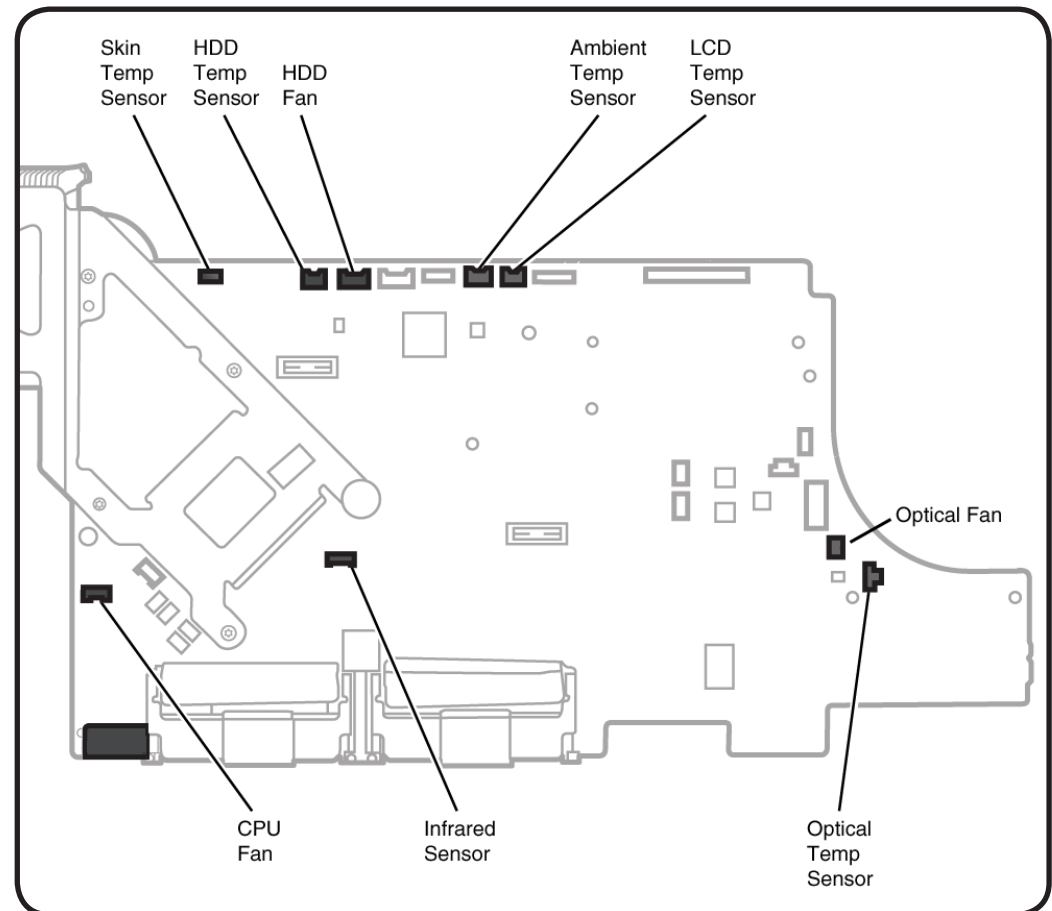 Skin
Temp
Sensor
HDD
Temp
Sensor
HDD
Fan
Ambient
Temp
Sensor
LCD
Temp
Sensor
Optical Fan
CPU
Fan
Infrared
Sensor
Optical
Temp
Sensor